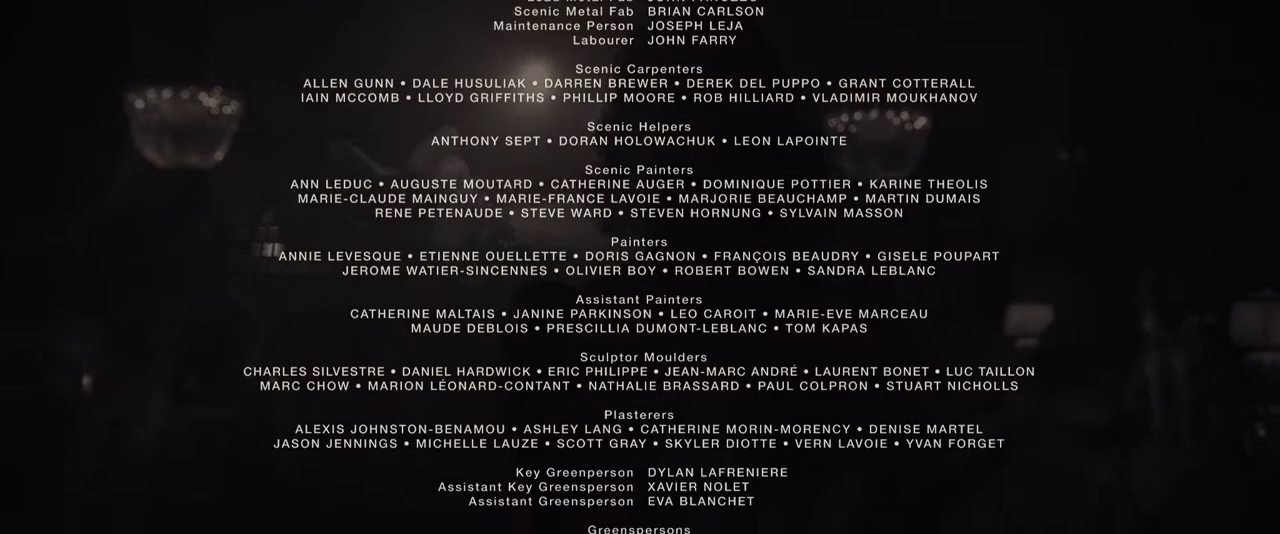 Scenic Metal Fab BRIAN CARLSON
Maintenance Person JOSEPH LEJA
Labourer JOHN FARRY
Scenic Carpenters
ALLEN GUNN • DALE HUSULIAK • DARREN BREWER • DEREK DEL PUPPO • GRANT COTTERALL
IAIN MCCOMB • LLOYD GRIFFITHS • PHILLIP MOORE • ROB HILLIARD • VLADIMIR MOUKHANOV
Scenic Helpers
ANTHONY SEPT • DORAN HOLOWACHUK • LEON LAPOINTE
Scenic Painters
ANN LEDUC • AUGUSTE MOUTARD • CATHERINE AUGER • DOMINIQUE POTTIER • KARINE THEOLIS
MARIE-CLAUDE MAINGUY • MARIE-FRANCE LAVOIE • MARJORIE BEAUCHAMP • MARTIN DUMAIS
RENE PETENAUDE • STEVE WARD • STEVEN HORNUNG • SYLVAIN MASSON
Painters
ANNIE LEVESQUE • ETIENNE OUELLETTE • DORIS GAGNON • FRANÇOIS BEAUDRY • GISELE POUPART
JEROME WATIER-SINCENNES • OLIVIER BOY • ROBERT BOWEN • SANDRA LEBLANC
Assistant Painters
CATHERINE MALTAIS • JANINE PARKINSON • LEO CAROIT • MARIE-EVE MARCEAU
MAUDE DEBLOIS • PRESCILLIA DUMONT-LEBLANC • TOM KAPAS
Sculptor Moulders
CHARLES SILVESTRE • DANIEL HARDWICK • ERIC PHILIPPE • JEAN-MARC ANDRÉ • LAURENT BONET • LUC TAILLON
MARC CHOW • MARION LÉONARD-CONTANT • NATHALIE BRASSARD • PAUL COLPRON • STUART NICHOLLS
Plasterers
ALEXIS JOHNSTON-BENAMOU • ASHLEY LANG • CATHERINE MORIN-MORENCY • DENISE MARTEL
JASON JENNINGS • MICHELLE LAUZE • SCOTT GRAY • SKYLER DIOTTE • VERN LAVOIE • YVAN FORGET
Key Greenperson DYLAN LAFRENIERE
Assistant Key Greensperson XAVIER NOLET
Assistant Greensperson EVA BLANCHET
Greenspersons